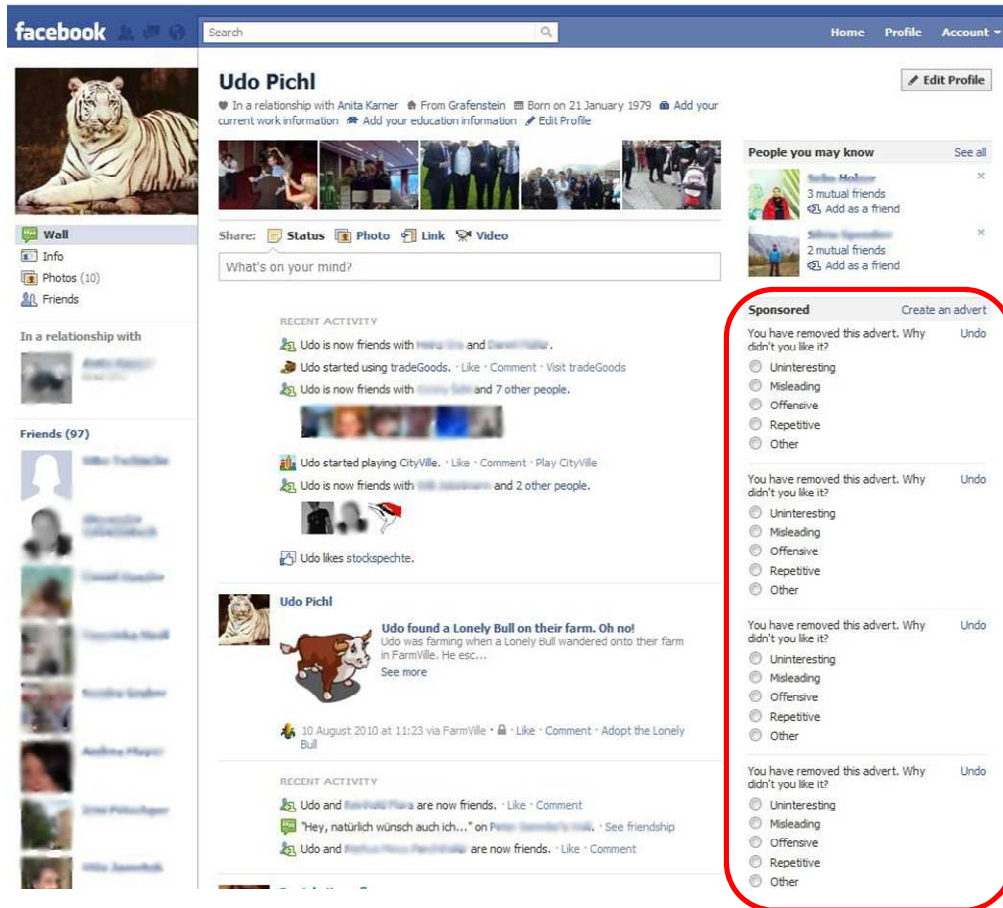 facebook
Search
Home Profile Account
Udo Pichl
Edit Profile
In a relationship with Anita Karner From Grafenstein Born on 21 January 1979 Add your
current work information Add your education information Edit Profile
Wall
Info
Photos (10)
Friends
In a relationship with
Friends (97)
Share: Status Photo Link Video
What's on your mind?
RECENT ACTIVITY
Udo is now friends with and .
Udo started using tradeGoods. · Like · Comment · Visit tradeGoods
Udo is now friends with and 7 other people.
Udo started playing CityVille. · Like · Comment · Play CityVille
Udo is now friends with and 2 other people.
Udo likes stockspechte.
Udo Pichl
Udo found a Lonely Bull on their farm. Oh no!
Udo was farming when a Lonely Bull wandered onto their farm
in FarmVille. He esc...
See more
10 August 2010 at 11:23 via FarmVille · Like · Comment · Adopt the Lonely
Bull
RECENT ACTIVITY
Udo and are now friends. · Like · Comment
"Hey, natürlich wünsch auch ich..." on . · See friendship
Udo and are now friends. · Like · Comment
People you may know See all
3 mutual friends
Add as a friend
2 mutual friends
Add as a friend
Sponsored Create an advert
You have removed this advert. Why Undo
didn't you like it?
Uninteresting
Misleading
Offensive
Repetitive
Other
You have removed this advert. Why Undo
didn't you like it?
Uninteresting
Misleading
Offensive
Repetitive
Other
You have removed this advert. Why Undo
didn't you like it?
Uninteresting
Misleading
Offensive
Repetitive
Other
You have removed this advert. Why Undo
didn't you like it?
Uninteresting
Misleading
Offensive
Repetitive
Other